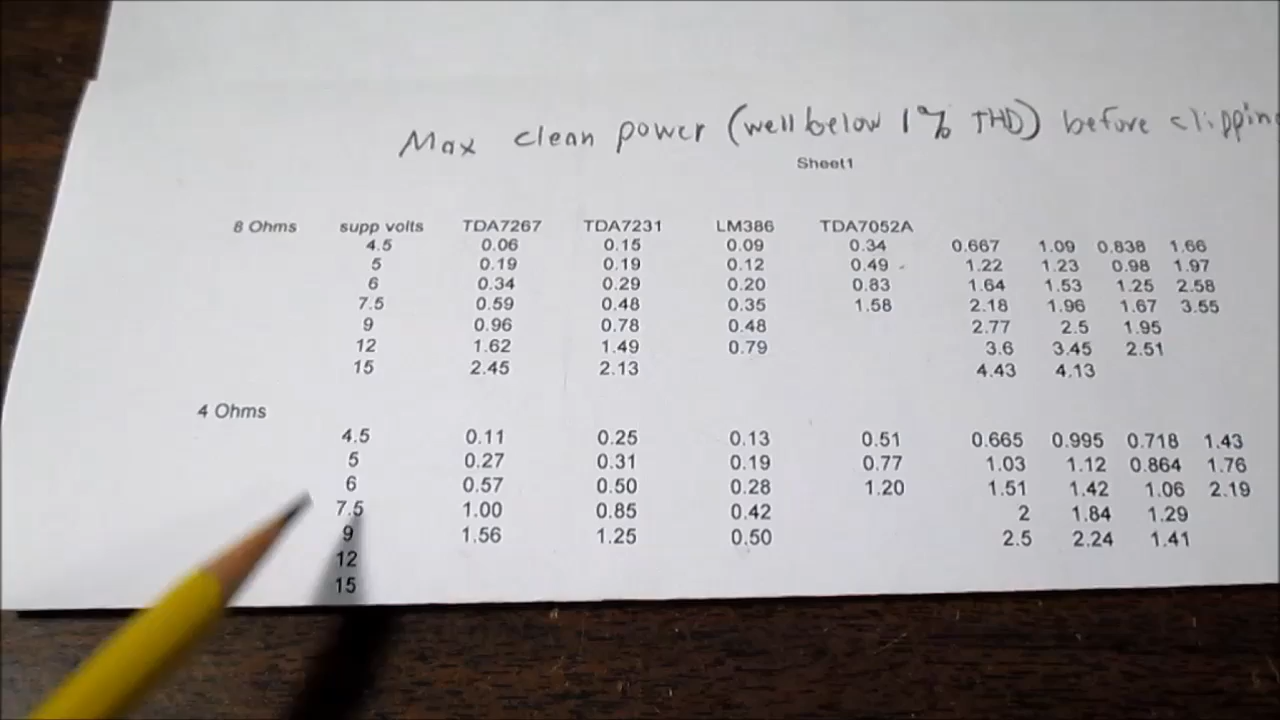 Max clean power (well below 1% THD) before clipping
Sheet1
8 Ohms supp volts TDA7267 TDA7231 LM386 TDA7052A
4.5 0.06 0.15 0.09 0.34 0.667 1.09 0.838 1.66
5 0.19 0.19 0.12 0.49 1.22 1.23 0.98 1.97
6 0.34 0.29 0.20 0.83 1.64 1.53 1.25 2.58
7.5 0.59 0.48 0.35 1.58 2.18 1.96 1.67 3.55
9 0.96 0.78 0.48 2.77 2.5 1.95
12 1.62 1.49 0.79 3.6 3.45 2.51
15 2.45 2.13 4.43 4.13
4 Ohms
4.5 0.11 0.25 0.13 0.51 0.665 0.995 0.718 1.43
5 0.27 0.31 0.19 0.77 1.03 1.12 0.864 1.76
6 0.57 0.50 0.28 1.20 1.51 1.42 1.06 2.19
7.5 1.00 0.85 0.42 2 1.84 1.29
9 1.56 1.25 0.50 2.5 2.24 1.41
12
15